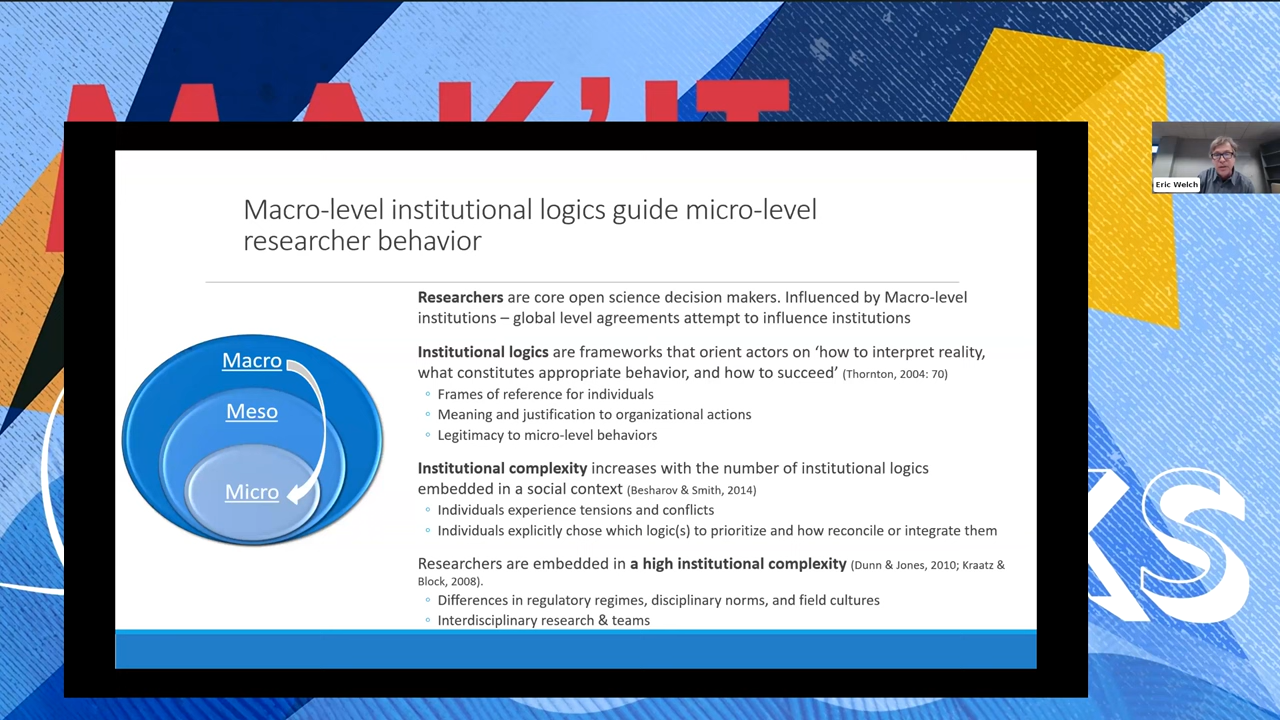 MAK'IT
Eric Welch
Macro-level institutional logics guide micro-level
researcher behavior
Researchers are core open science decision makers. Influenced by Macro-level
institutions – global level agreements attempt to influence institutions
Macro
Meso
Micro
Institutional logics are frameworks that orient actors on ‘how to interpret reality,
what constitutes appropriate behavior, and how to succeed’ (Thornton, 2004: 70)
◦ Frames of reference for individuals
◦ Meaning and justification to organizational actions
◦ Legitimacy to micro-level behaviors
Institutional complexity increases with the number of institutional logics
embedded in a social context (Besharov & Smith, 2014)
◦ Individuals experience tensions and conflicts
◦ Individuals explicitly chose which logic(s) to prioritize and how reconcile or integrate them
Researchers are embedded in a high institutional complexity (Dunn & Jones, 2010; Kraatz &
Block, 2008).
◦ Differences in regulatory regimes, disciplinary norms, and field cultures
◦ Interdisciplinary research & teams